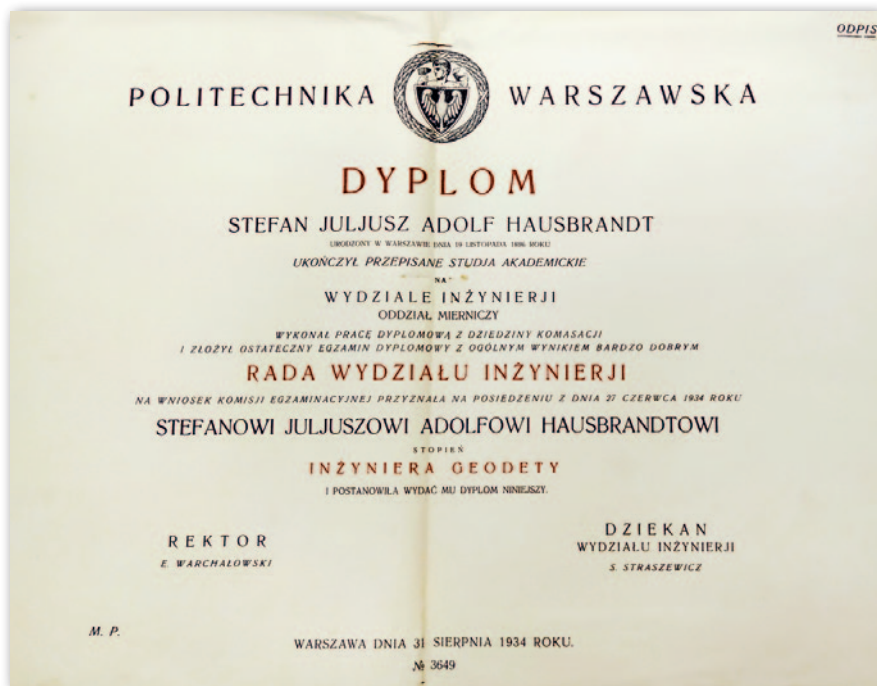 ODPIS
POLITECHNIKA WARSZAWSKA
DYPLOM
STEFAN JULJUSZ ADOLF HAUSBRANDT
URODZONY W WARSZAWIE DNIA 19 LISTOPADA 1896 ROKU
UKOŃCZYŁ PRZEPISANE STUDJA AKADEMICKIE
NA
WYDZIALE INŻYNIERJI
ODDZIAŁ MIERNICZY
WYKONAŁ PRACĘ DYPLOMOWĄ Z DZIEDZINY KOMASACJI
I ZŁOŻYŁ OSTATECZNY EGZAMIN DYPLOMOWY Z OGÓLNYM WYNIKIEM BARDZO DOBRYM
RADA WYDZIAŁU INŻYNIERJI
NA WNIOSEK KOMISJI EGZAMINACYJNEJ PRZYZNAŁA NA POSIEDZENIU Z DNIA 27 CZERWCA 1934 ROKU
STEFANOWI JULJUSZOWI ADOLFOWI HAUSBRANDTOWI
STOPIEŃ
INŻYNIERA GEODETY
I POSTANOWIŁA WYDAĆ MU DYPLOM NINIEJSZY.
REKTOR
E. WARCHAŁOWSKI
DZIEKAN
WYDZIAŁU INŻYNIERJI
S. STRASZEWICZ
M. P.
WARSZAWA DNIA 31 SIERPNIA 1934 ROKU.
№ 3649